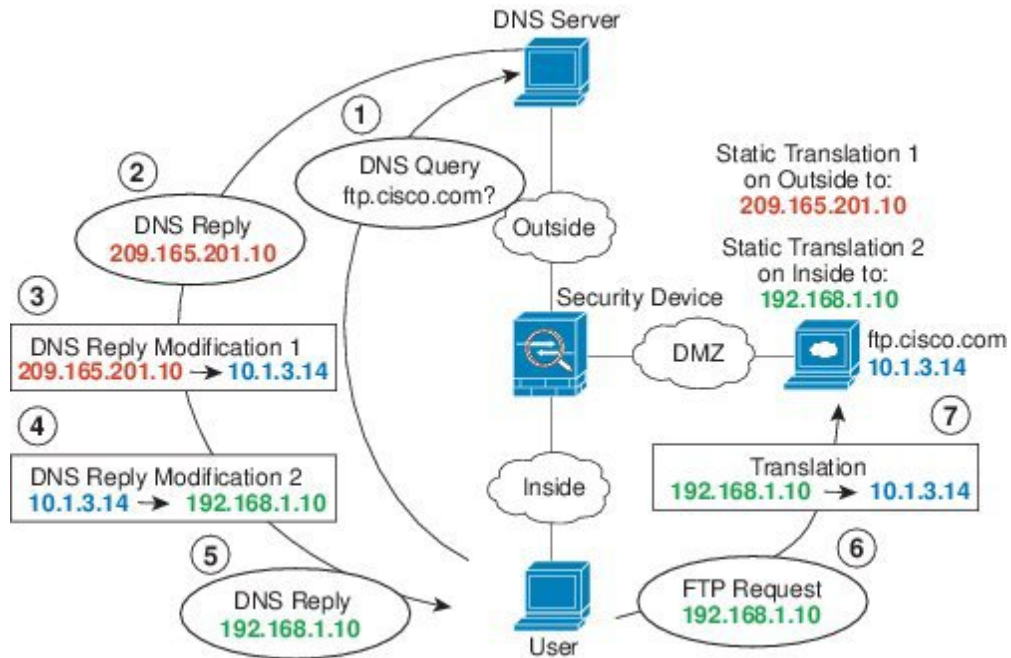 DNS Server
1
DNS Query
ftp.cisco.com?
2
DNS Reply
209.165.201.10
Static Translation 1
on Outside to:
209.165.201.10
Outside
Static Translation 2
on Inside to:
192.168.1.10
3
DNS Reply Modification 1
209.165.201.10 → 10.1.3.14
Security Device
DMZ
ftp.cisco.com
10.1.3.14
4
DNS Reply Modification 2
10.1.3.14 → 192.168.1.10
Inside
7
Translation
192.168.1.10 → 10.1.3.14
5
DNS Reply
192.168.1.10
User
6
FTP Request
192.168.1.10